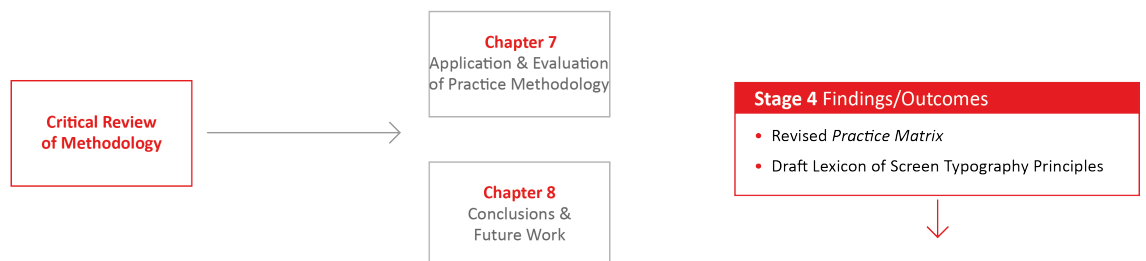 Critical Review
of Methodology
Chapter 7
Application & Evaluation
of Practice Methodology
Chapter 8
Conclusions &
Future Work
Stage 4 Findings/Outcomes
• Revised Practice Matrix
• Draft Lexicon of Screen Typography Principles